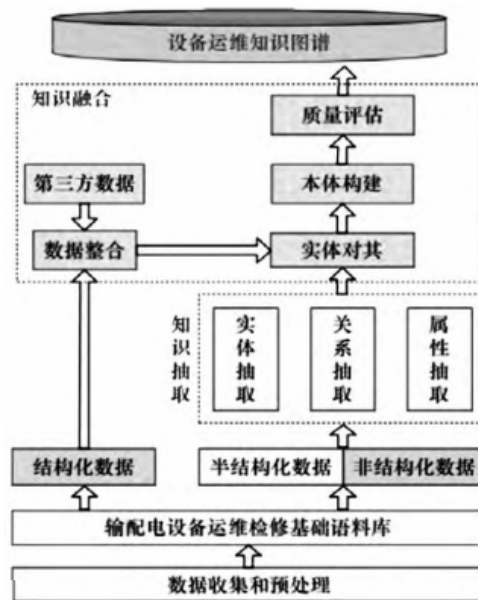 设备运维知识图谱
知识融合
质量评估
第三方数据
本体构建
数据整合
实体对其
知识抽取
实体抽取
关系抽取
属性抽取
结构化数据
半结构化数据
非结构化数据
输配电设备运维检修基础语料库
数据收集和预处理